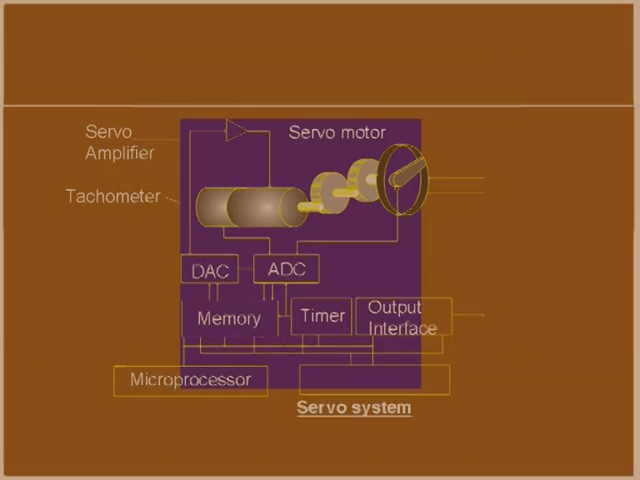 Servo
Amplifier
Servo motor
Tachometer
DAC
ADC
Memory
Timer
Output
Interface
Microprocessor
Servo system